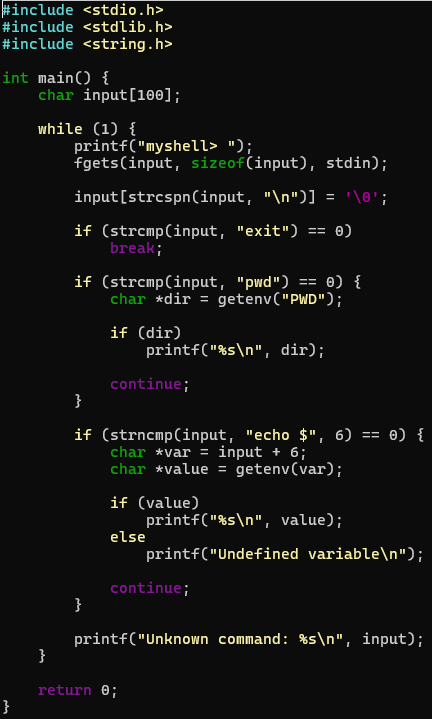 #include <stdio.h>
#include <stdlib.h>
#include <string.h>

int main() {
    char input[100];

    while (1) {
        printf("myshell> ");
        fgets(input, sizeof(input), stdin);

        input[strcspn(input, "\n")] = '\0';

        if (strcmp(input, "exit") == 0)
            break;

        if (strcmp(input, "pwd") == 0) {
            char *dir = getenv("PWD");

            if (dir)
                printf("%s\n", dir);

            continue;
        }

        if (strncmp(input, "echo $", 6) == 0) {
            char *var = input + 6;
            char *value = getenv(var);

            if (value)
                printf("%s\n", value);
            else
                printf("Undefined variable\n");

            continue;
        }

        printf("Unknown command: %s\n", input);
    }

    return 0;
}